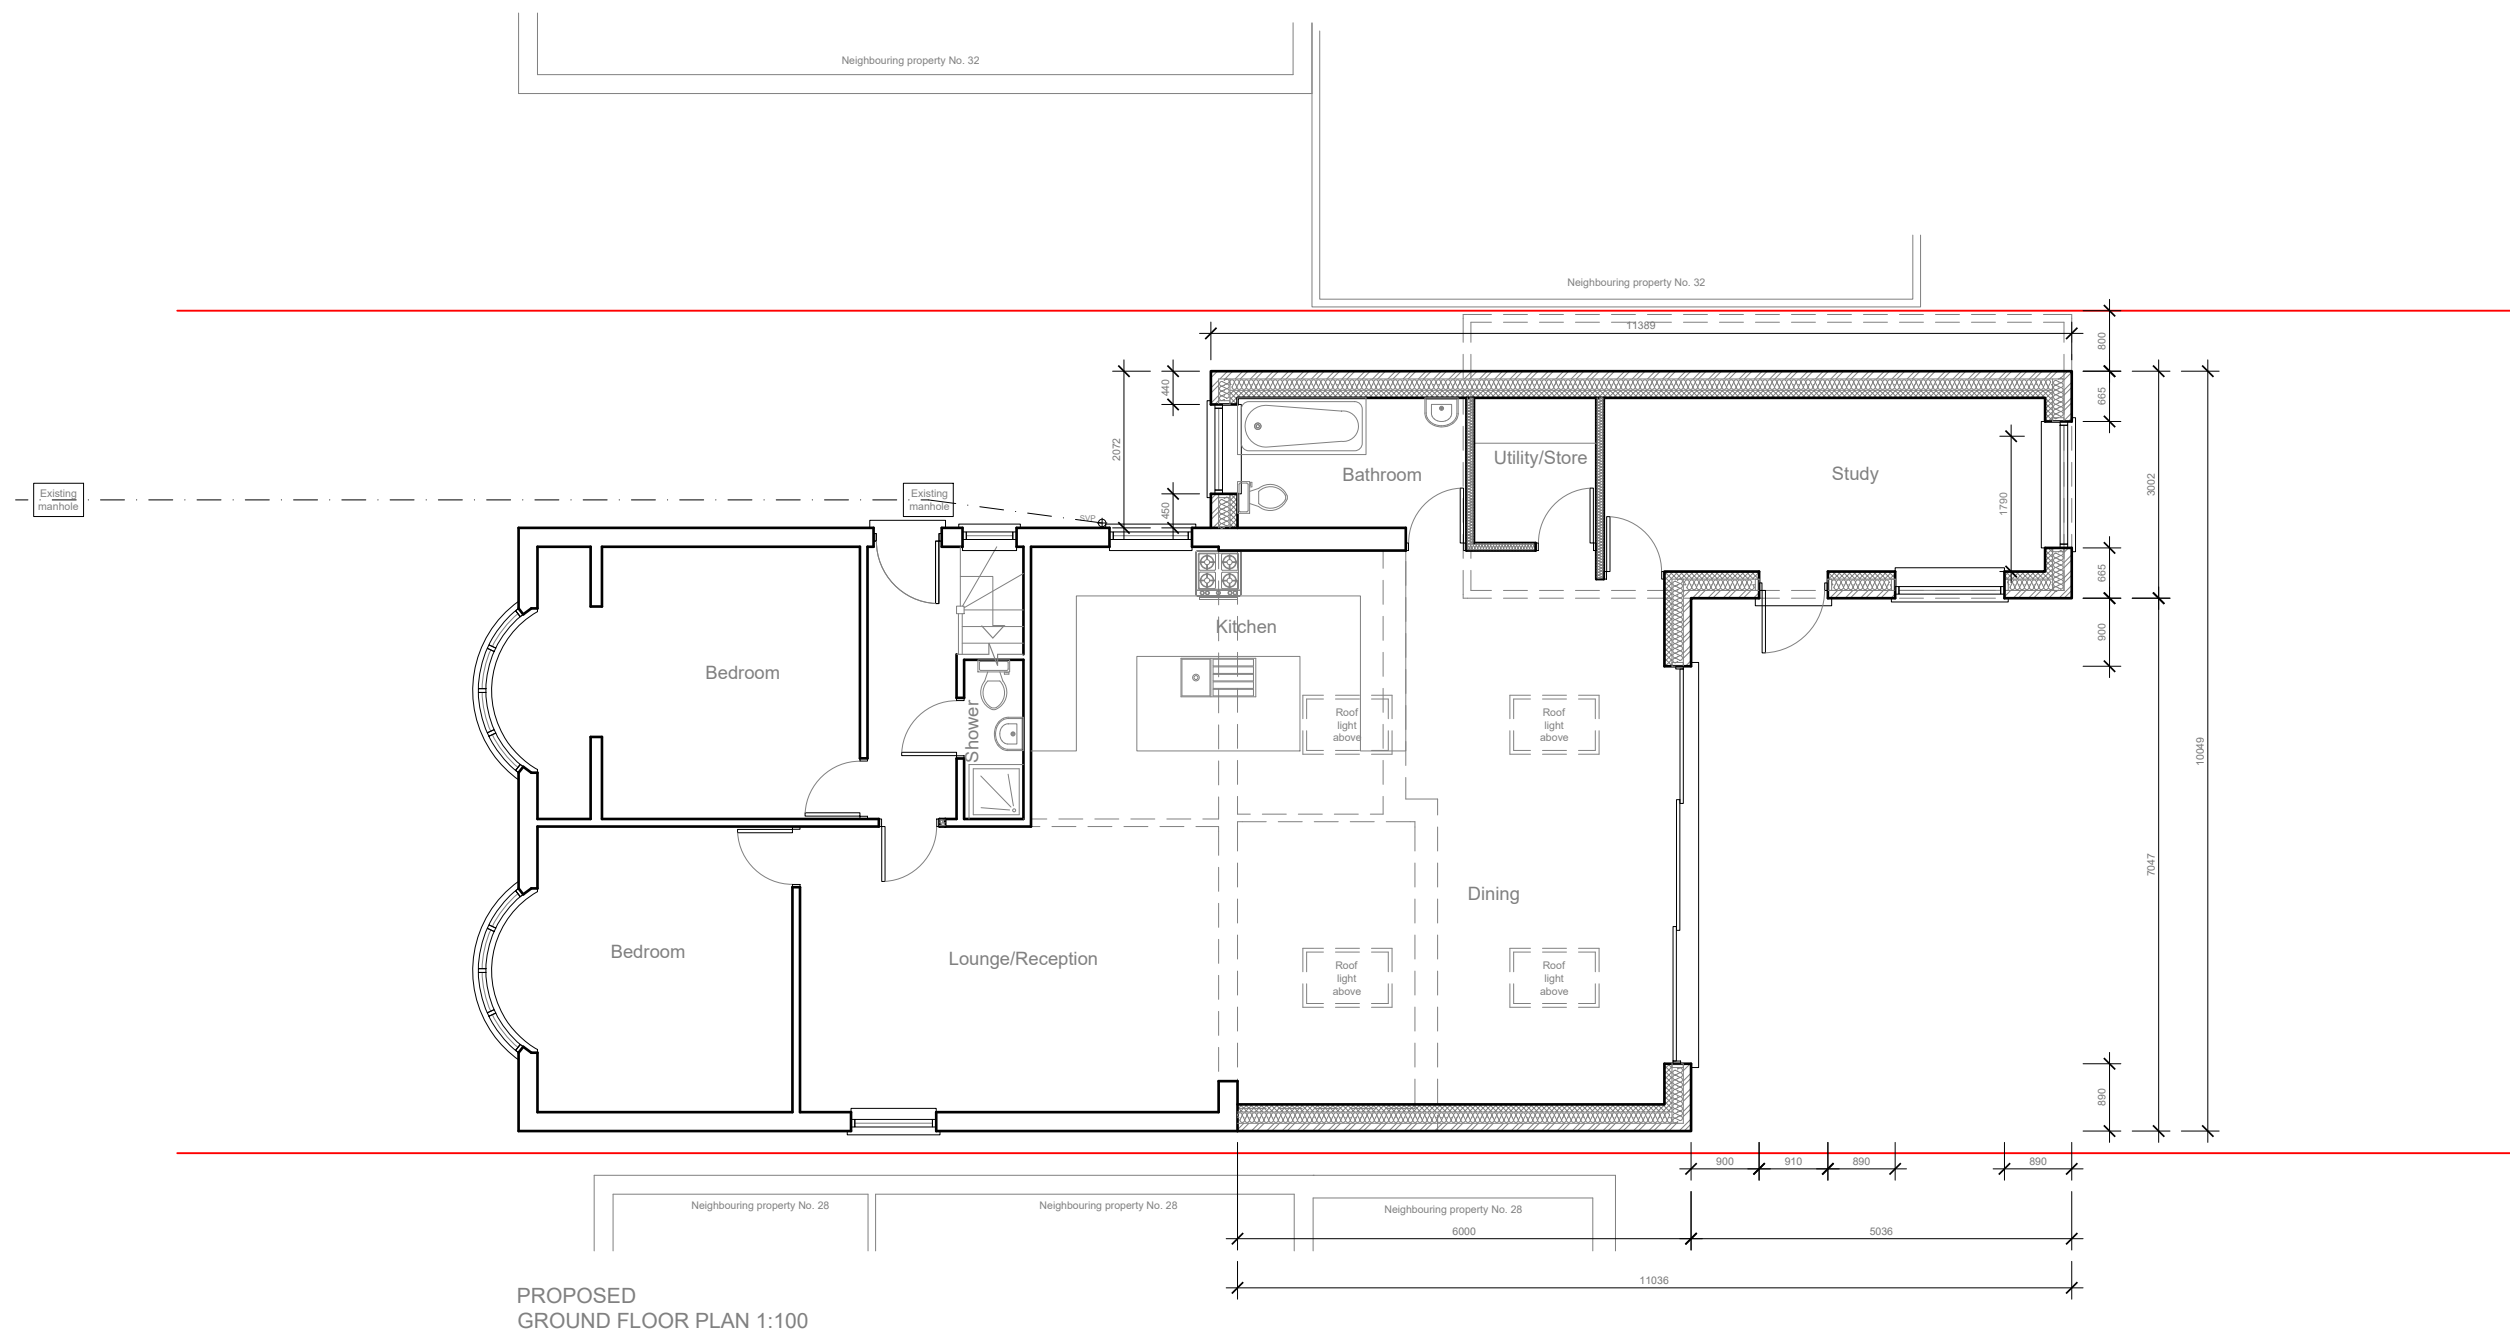 Neighbouring property No. 32
Neighbouring property No. 32
11389
800
440
665
2072
Existing
manhole
Existing
manhole
SVP
450
Bathroom
Utility/Store
Study
1790
3002
665
900
Kitchen
Bedroom
Shower
Roof
light
above
Roof
light
above
10049
7047
Dining
Bedroom
Lounge/Reception
Roof
light
above
Roof
light
above
890
900
910
890
890
Neighbouring property No. 28
Neighbouring property No. 28
Neighbouring property No. 28
6000
5036
11036
PROPOSED
GROUND FLOOR PLAN 1:100